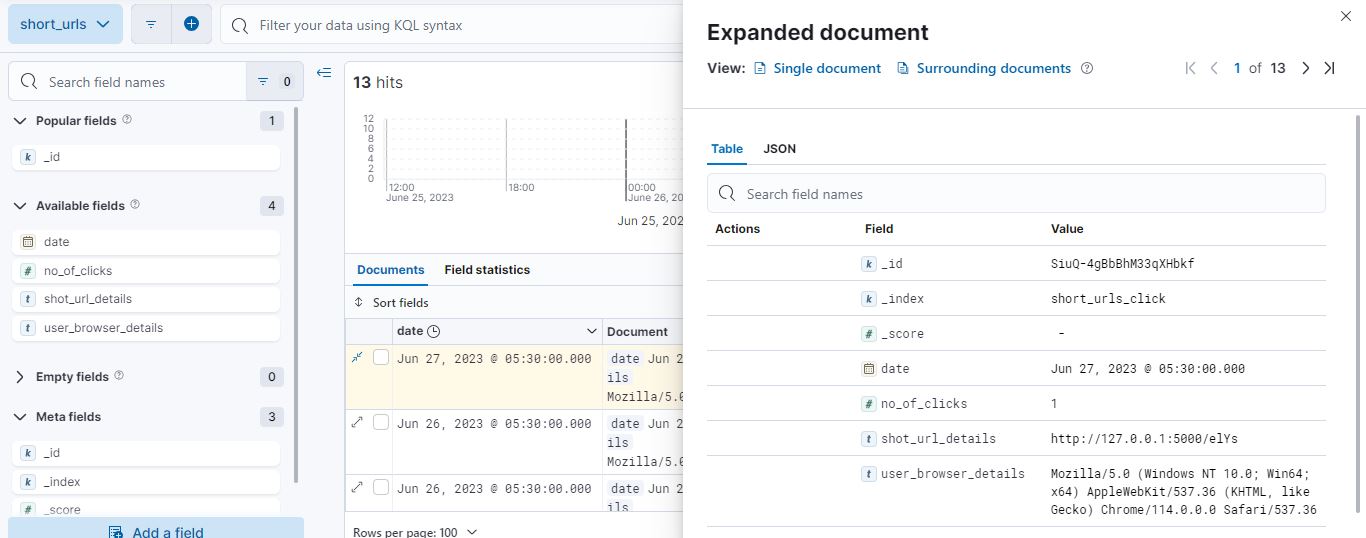 short_urls
Filter your data using KQL syntax
Search field names
0
Popular fields
1
k _id
Available fields
4
date
# no_of_clicks
t shot_url_details
t user_browser_details
Empty fields
0
Meta fields
3
k _id
k _index
_score
Add a field
13 hits
12
10
8
6
4
2
0
12:00
June 25, 2023
18:00
00:00
June 26, 20
Jun 25, 202
Documents Field statistics
Sort fields
date Document
Jun 27, 2023 @ 05:30:00.000 date Jun 2
ils
Mozilla/5.0
Jun 26, 2023 @ 05:30:00.000 date Jun 2
ils
Mozilla/5.0
Jun 26, 2023 @ 05:30:00.000 date Jun 2
ils
Rows per page: 100
Expanded document
View: Single document Surrounding documents
1 of 13
Table JSON
Search field names
Actions Field Value
k _id SiuQ-4gBbBhM33qXHbkf
k _index short_urls_click
# _score -
date Jun 27, 2023 @ 05:30:00.000
# no_of_clicks 1
t shot_url_details http://127.0.0.1:5000/elYs
t user_browser_details Mozilla/5.0 (Windows NT 10.0; Win64;
x64) AppleWebKit/537.36 (KHTML, like
Gecko) Chrome/114.0.0.0 Safari/537.36